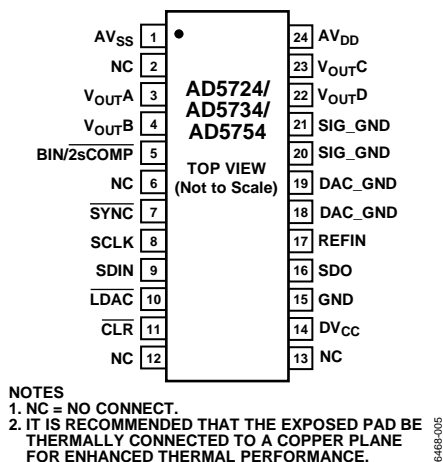 AVSS 1
NC 2
VOUTA 3
VOUTB 4
BIN/2sCOMP 5
NC 6
SYNC 7
SCLK 8
SDIN 9
LDAC 10
CLR 11
NC 12
AD5724/
AD5734/
AD5754
TOP VIEW
(Not to Scale)
24 AVDD
23 VOUTC
22 VOUTD
21 SIG_GND
20 SIG_GND
19 DAC_GND
18 DAC_GND
17 REFIN
16 SDO
15 GND
14 DVCC
13 NC
NOTES
1. NC = NO CONNECT.
2. IT IS RECOMMENDED THAT THE EXPOSED PAD BE
THERMALLY CONNECTED TO A COPPER PLANE
FOR ENHANCED THERMAL PERFORMANCE.
6468-005